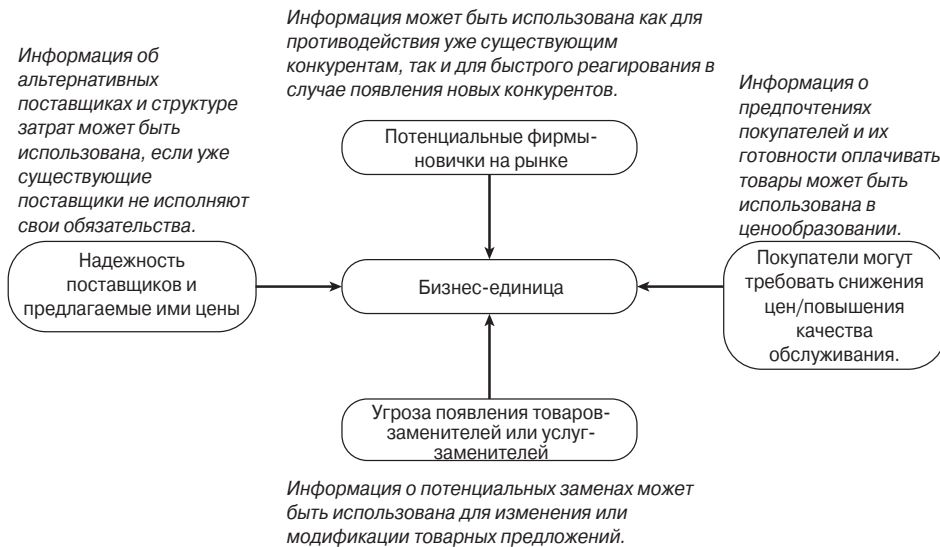 Информация может быть использована как для
противодействия уже существующим
конкурентам, так и для быстрого реагирования в
случае появления новых конкурентов.
Информация об
альтернативных
поставщиках и структуре
затрат может быть
использована, если уже
существующие
поставщики не исполняют
свои обязательства.
Информация о
предпочтениях
покупателей и их
готовности оплачивать
товары может быть
использована в
ценообразовании.
Потенциальные фирмы-
новички на рынке
Надежность
поставщиков и
предлагаемые ими цены
Бизнес-единица
Покупатели могут
требовать снижения
цен/повышения
качества
обслуживания.
Угроза появления товаров-
заменителей или услуг-
заменителей
Информация о потенциальных заменах может
быть использована для изменения или
модификации товарных предложений.